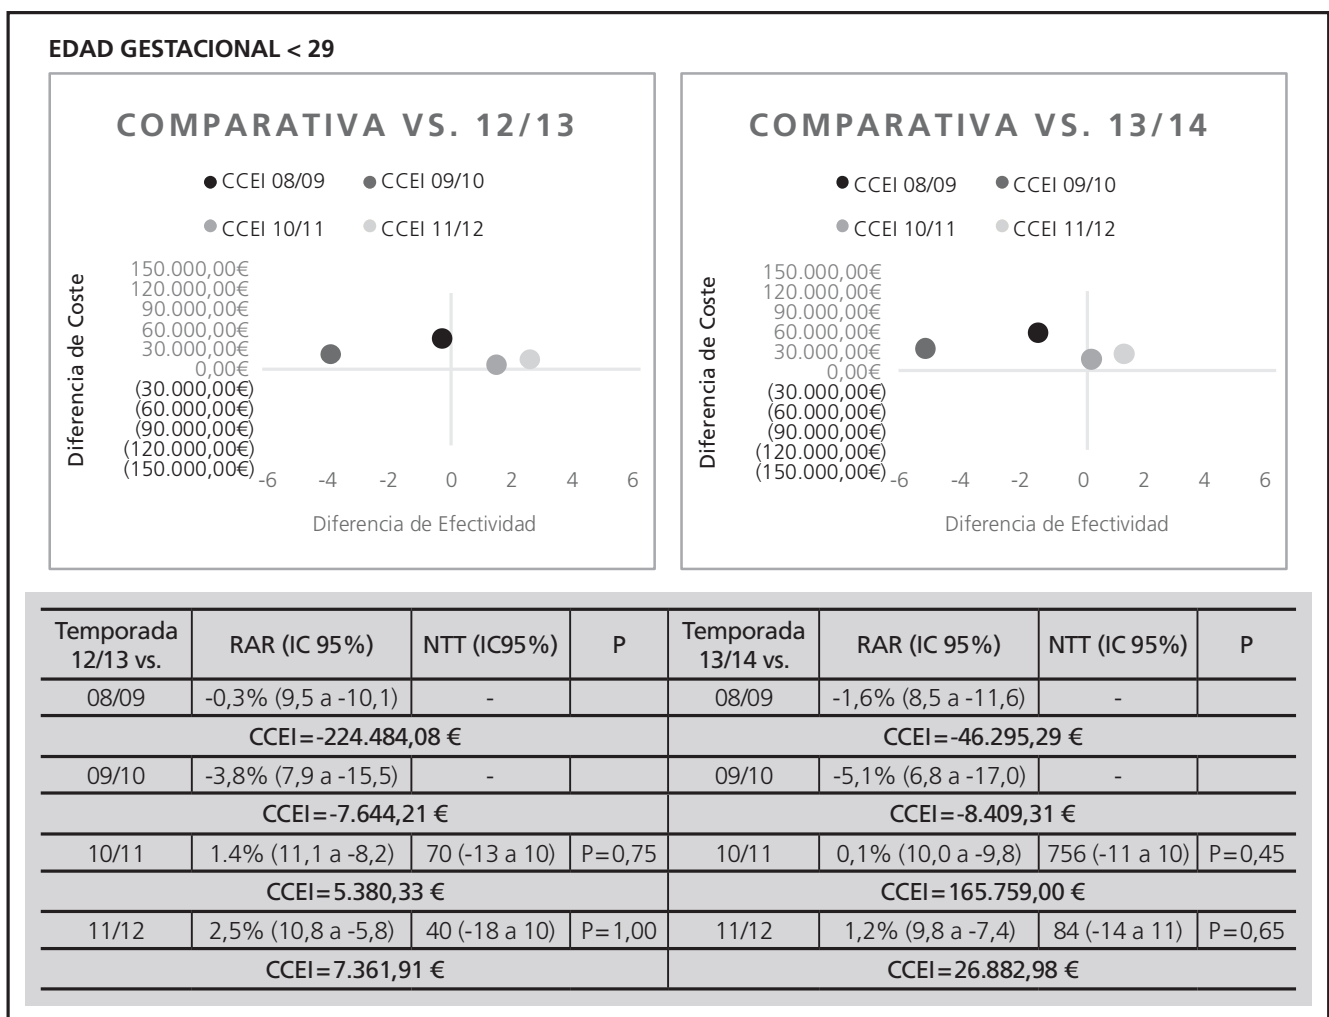 EDAD GESTACIONAL < 29
COMPARATIVA VS. 12/13
CCEI 08/09 CCEI 09/10
CCEI 10/11 CCEI 11/12
Diferencia de Coste
150.000,00€
120.000,00€
90.000,00€
60.000,00€
30.000,00€
0,00€
(30.000,00€)
(60.000,00€)
(90.000,00€)
(120.000,00€)
(150.000,00€)
-6 -4 -2 0 2 4 6
Diferencia de Efectividad
COMPARATIVA VS. 13/14
CCEI 08/09 CCEI 09/10
CCEI 10/11 CCEI 11/12
Diferencia de Coste
150.000,00€
120.000,00€
90.000,00€
60.000,00€
30.000,00€
0,00€
(30.000,00€)
(60.000,00€)
(90.000,00€)
(120.000,00€)
(150.000,00€)
-6 -4 -2 0 2 4 6
Diferencia de Efectividad
Temporada 12/13 vs. RAR (IC 95%) NTT (IC95%) P Temporada 13/14 vs. RAR (IC 95%) NTT (IC 95%) P
08/09 -0,3% (9,5 a -10,1) - 08/09 -1,6% (8,5 a -11,6) -
CCEI=-224.484,08 € CCEI=-46.295,29 €
09/10 -3,8% (7,9 a -15,5) - 09/10 -5,1% (6,8 a -17,0) -
CCEI=-7.644,21 € CCEI=-8.409,31 €
10/11 1.4% (11,1 a -8,2) 70 (-13 a 10) P=0,75 10/11 0,1% (10,0 a -9,8) 756 (-11 a 10) P=0,45
CCEI=5.380,33 € CCEI=165.759,00 €
11/12 2,5% (10,8 a -5,8) 40 (-18 a 10) P=1,00 11/12 1,2% (9,8 a -7,4) 84 (-14 a 11) P=0,65
CCEI=7.361,91 € CCEI=26.882,98 €